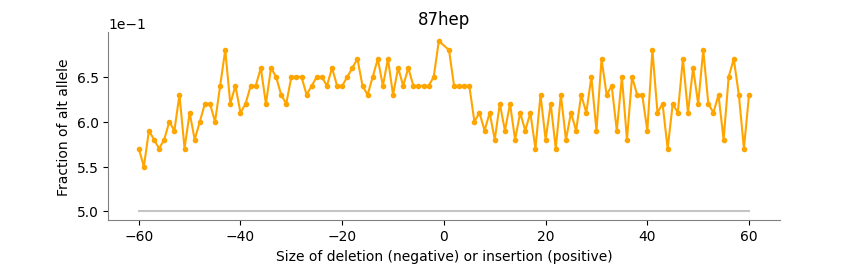 87hep
1e−1
6.5
6.0
5.5
5.0
Fraction of alt allele
−60 −40 −20 0 20 40 60
Size of deletion (negative) or insertion (positive)